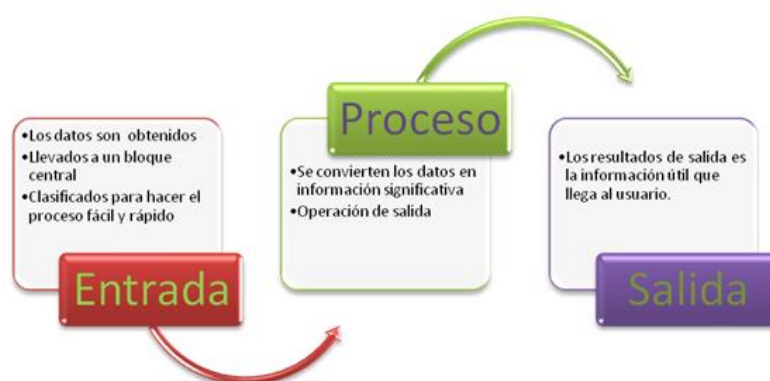 •Los datos son obtenidos
•Llevados a un bloque
central
•Clasificados para hacer el
proceso fácil y rápido
Entrada
Proceso
•Se convierten los datos en
información significativa
•Operación de salida
•Los resultados de salida es
la información útil que
llega al usuario.
Salida